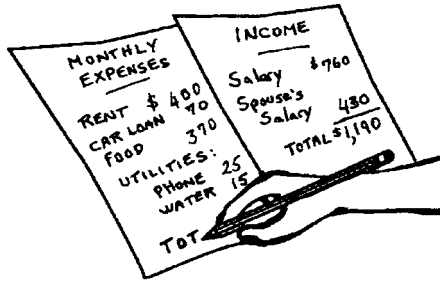 MONTHLY
EXPENSES
RENT $ 400
CAR LOAN 70
FOOD 370
UTILITIES:
PHONE 25
WATER 15
TOT
INCOME
Salary $760
Spouse's
Salary 430
TOTAL $1,190